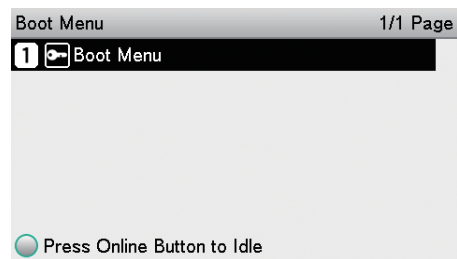 Boot Menu 1/1 Page
1 Boot Menu
Press Online Button to Idle